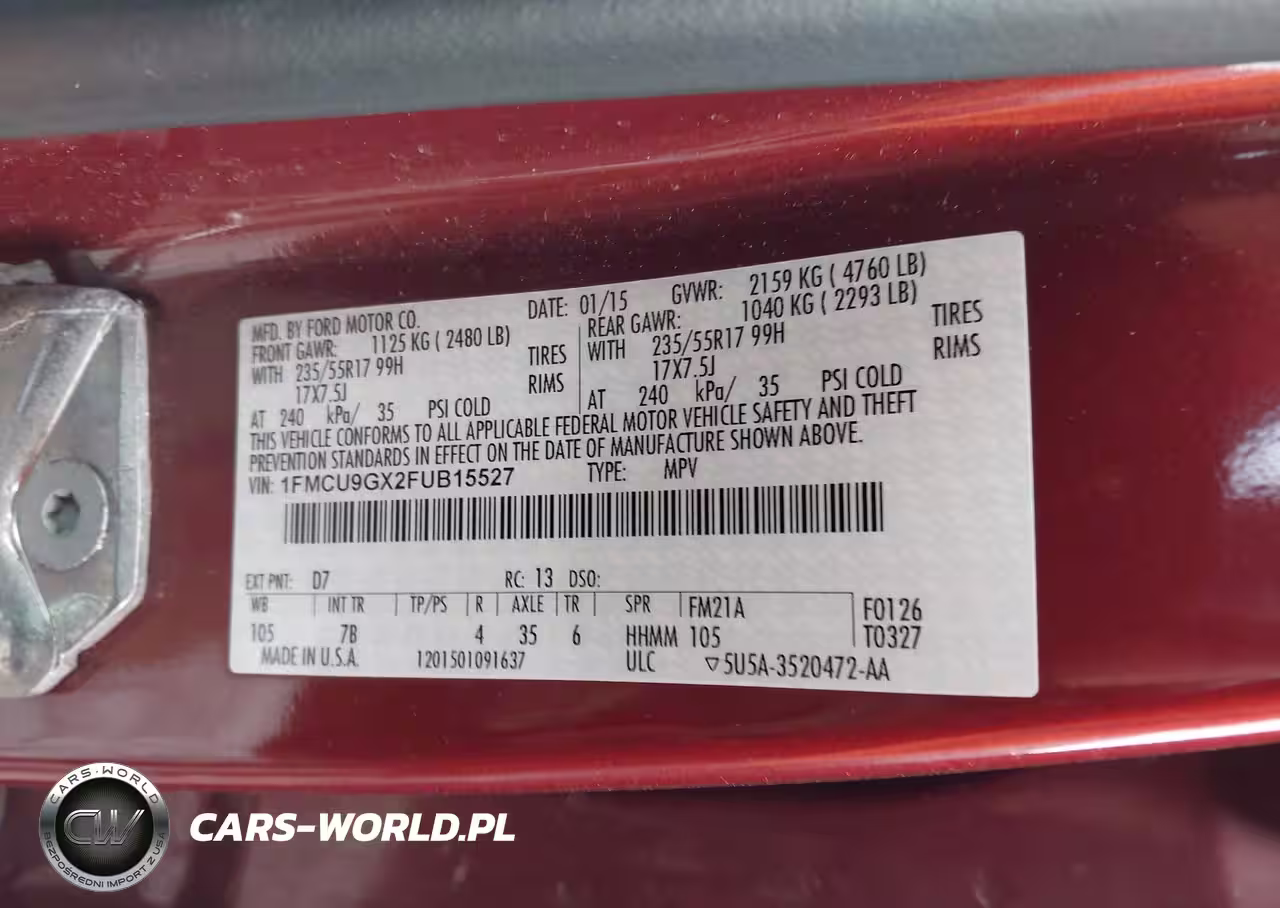 MFD. BY FORD MOTOR CO. DATE: 01/15 GVWR: 2159 KG ( 4760 LB)
FRONT GAWR: 1125 KG ( 2480 LB) REAR GAWR: 1040 KG ( 2293 LB)
WITH 235/55R17 99H TIRES WITH 235/55R17 99H TIRES
17X7.5J RIMS 17X7.5J RIMS
AT 240 kPa/ 35 PSI COLD AT 240 kPa/ 35 PSI COLD
THIS VEHICLE CONFORMS TO ALL APPLICABLE FEDERAL MOTOR VEHICLE SAFETY AND THEFT
PREVENTION STANDARDS IN EFFECT ON THE DATE OF MANUFACTURE SHOWN ABOVE.
VIN: 1FMCU9GX2FUB15527 TYPE: MPV
EXT PNT: D7 RC: 13 DSO:
WB INT TR TP/PS R AXLE TR SPR FM21A F0126
105 7B 4 35 6 HHMM 105 T0327
MADE IN U.S.A. 1201501091637 ULC ▽5U5A-3520472-AA
CARS-WORLD
CW
BEZPOŚREDNI IMPORT Z USA
CARS-WORLD.PL